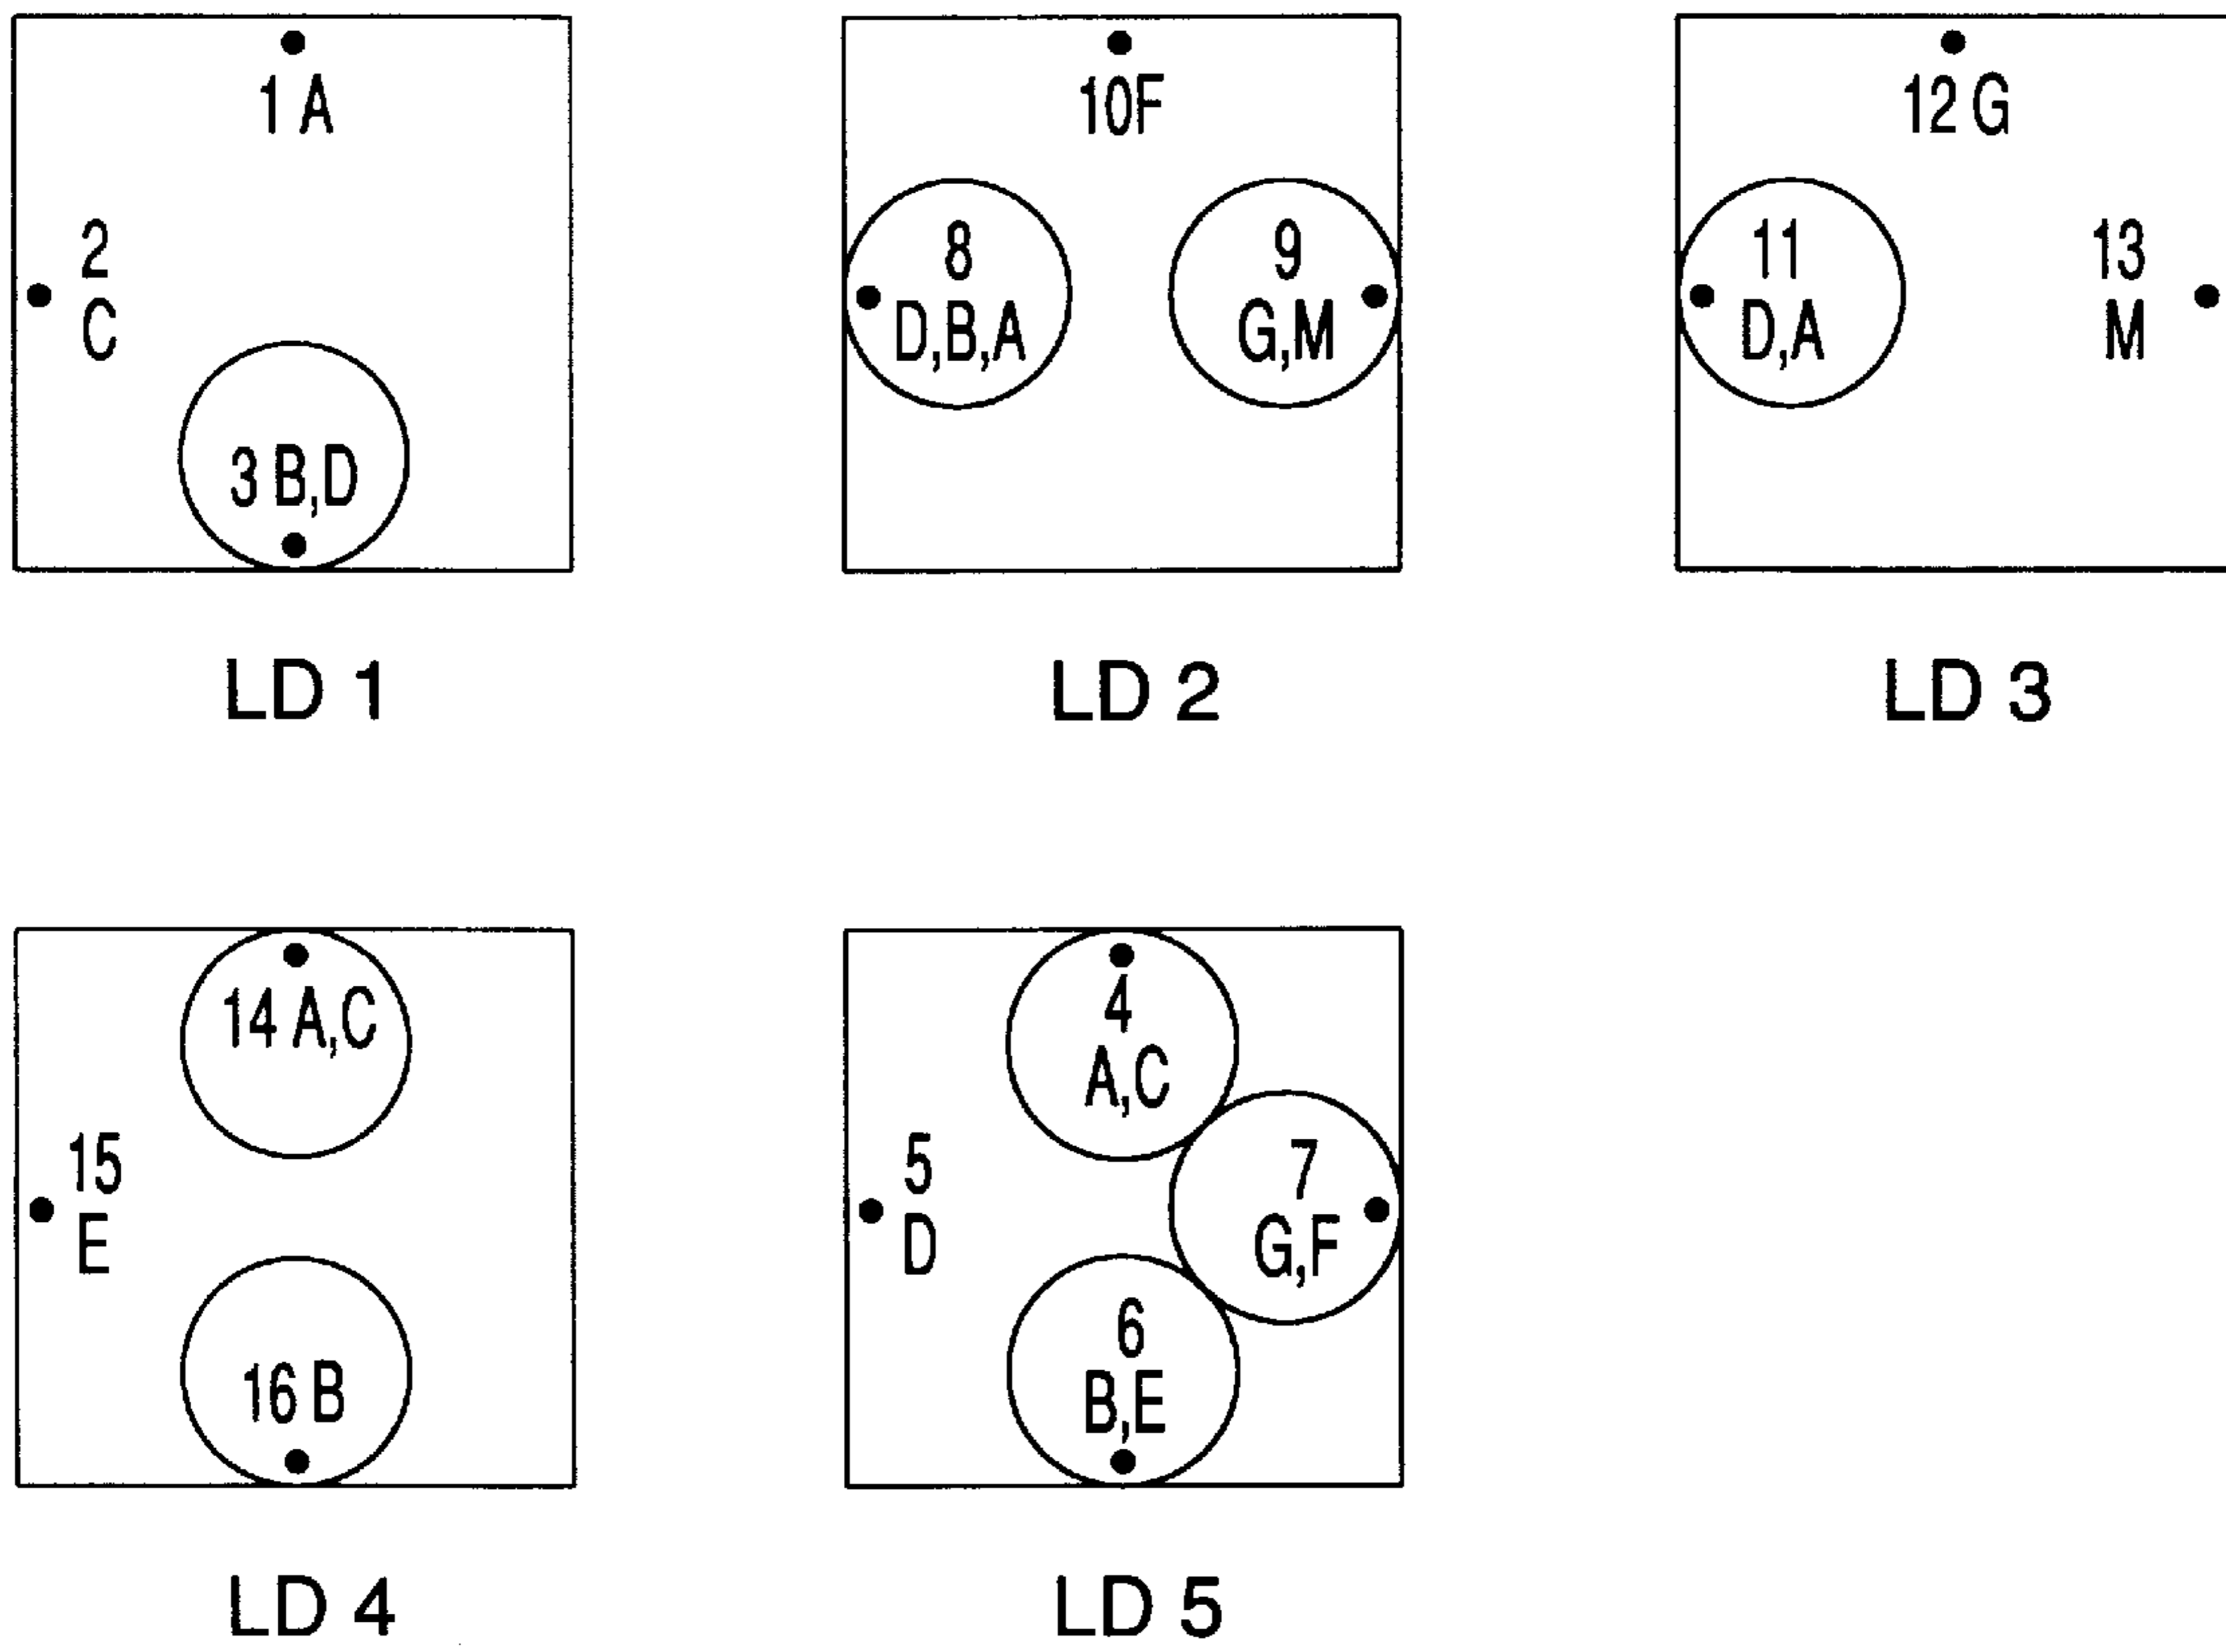 1 A
2
C
3 B,D
LD 1
10F
8
D,B,A
9
G,M
LD 2
12 G
11
D,A
13
M
LD 3
14 A,C
15
E
16 B
LD 4
4
A,C
5
D
7
G,F
6
B,E
LD 5